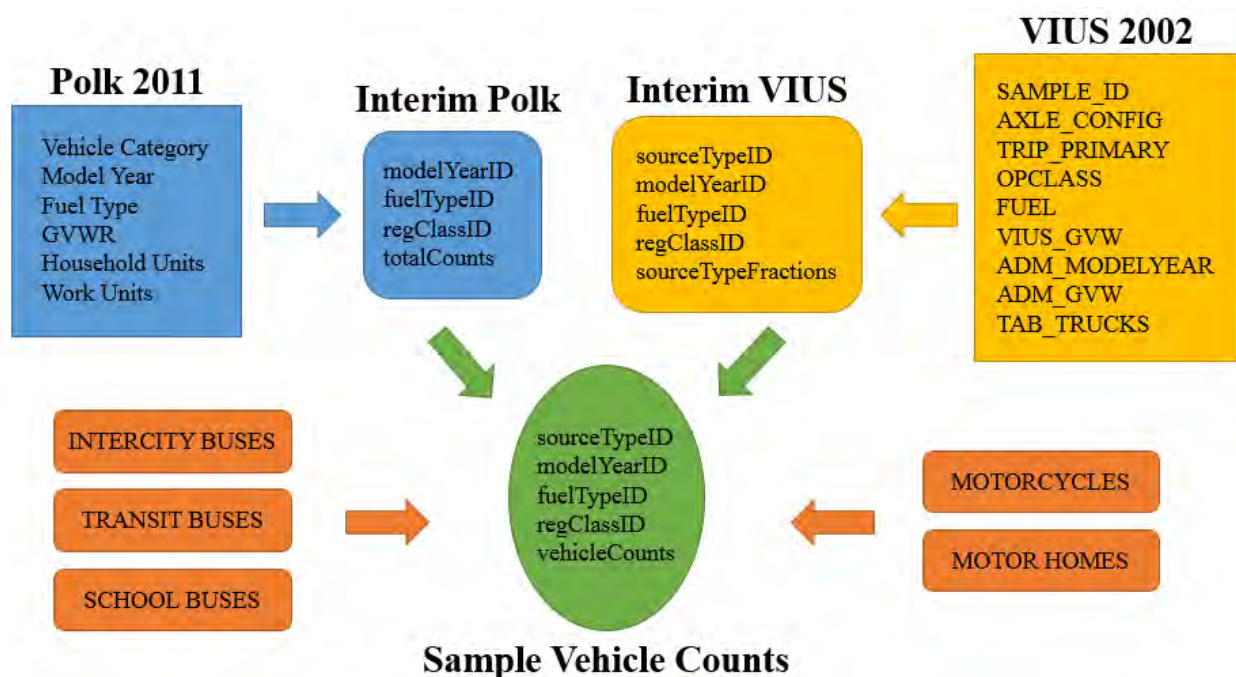 Polk 2011
Vehicle Category
Model Year
Fuel Type
GVWR
Household Units
Work Units
Interim Polk
modelYearID
fuelTypeID
regClassID
totalCounts
Interim VIUS
sourceTypeID
modelYearID
fuelTypeID
regClassID
sourceTypeFractions
VIUS 2002
SAMPLE_ID
AXLE_CONFIG
TRIP_PRIMARY
OPCLASS
FUEL
VIUS_GVW
ADM_MODELYEAR
ADM_GVW
TAB_TRUCKS
INTERCITY BUSES
TRANSIT BUSES
SCHOOL BUSES
sourceTypeID
modelYearID
fuelTypeID
regClassID
vehicleCounts
MOTORCYCLES
MOTOR HOMES
Sample Vehicle Counts